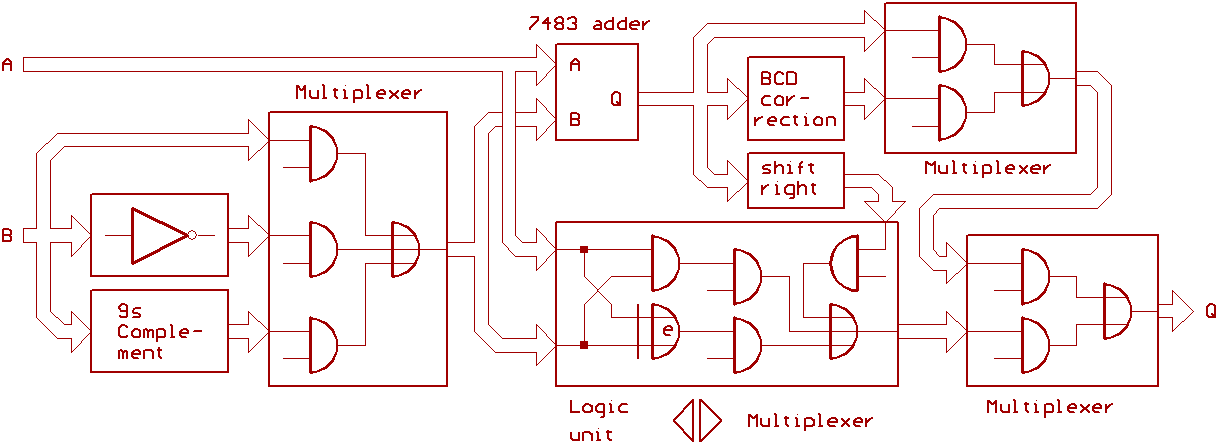 7483 adder
A
A
B
Q
BCD
cor-
rection
Multiplexer
Multiplexer
shift
right
B
9s
Comple-
ment
e
Q
Logic
unit
Multiplexer
Multiplexer